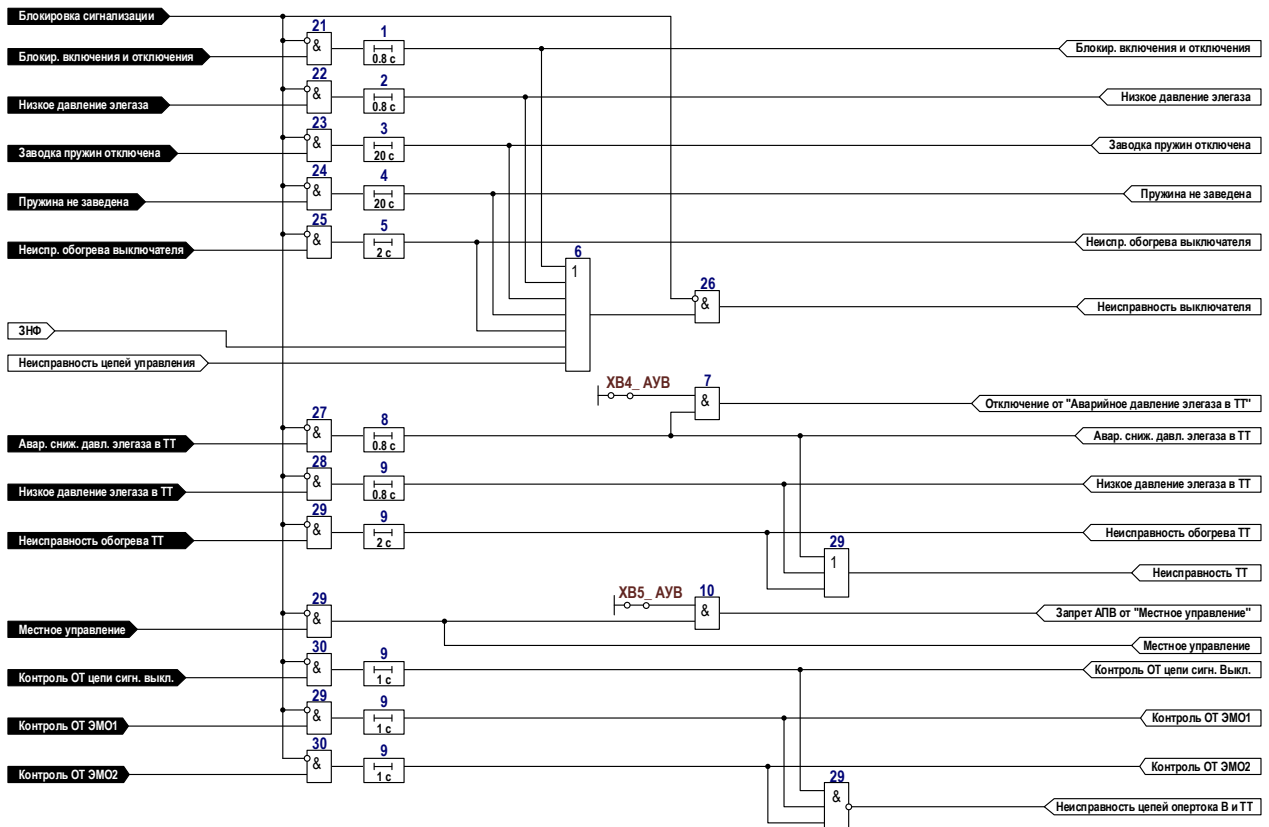 Блокировка сигнализации
21
&
1
0.8 с
Блокир. включения и отключения
Блокир. включения и отключения
22
&
2
0.8 с
Низкое давление элегаза
Низкое давление элегаза
23
&
3
20 с
Заводка пружин отключена
Заводка пружин отключена
24
&
4
20 с
Пружина не заведена
Пружина не заведена
25
&
5
2 с
Неиспр. обогрева выключателя
Неиспр. обогрева выключателя
6
1
26
&
Неисправность выключателя
ЗНФ
Неисправность цепей управления
ХВ4_ АУВ
7
&
Отключение от "Аварийное давление элегаза в ТТ"
27
&
8
0.8 с
Авар. сниж. давл. элегаза в ТТ
Авар. сниж. давл. элегаза в ТТ
28
&
9
0.8 с
Низкое давление элегаза в ТТ
Низкое давление элегаза в ТТ
29
&
9
2 с
Неисправность обогрева ТТ
Неисправность обогрева ТТ
29
1
Неисправность ТТ
ХВ5_ АУВ
10
&
Запрет АПВ от "Местное управление"
29
&
Местное управление
Местное управление
30
&
9
1 с
Контроль ОТ цепи сигн. выкл.
Контроль ОТ цепи сигн. Выкл.
29
&
9
1 с
Контроль ОТ ЭМО1
Контроль ОТ ЭМО1
30
&
9
1 с
Контроль ОТ ЭМО2
Контроль ОТ ЭМО2
29
&
Неисправность цепей опертока В и ТТ